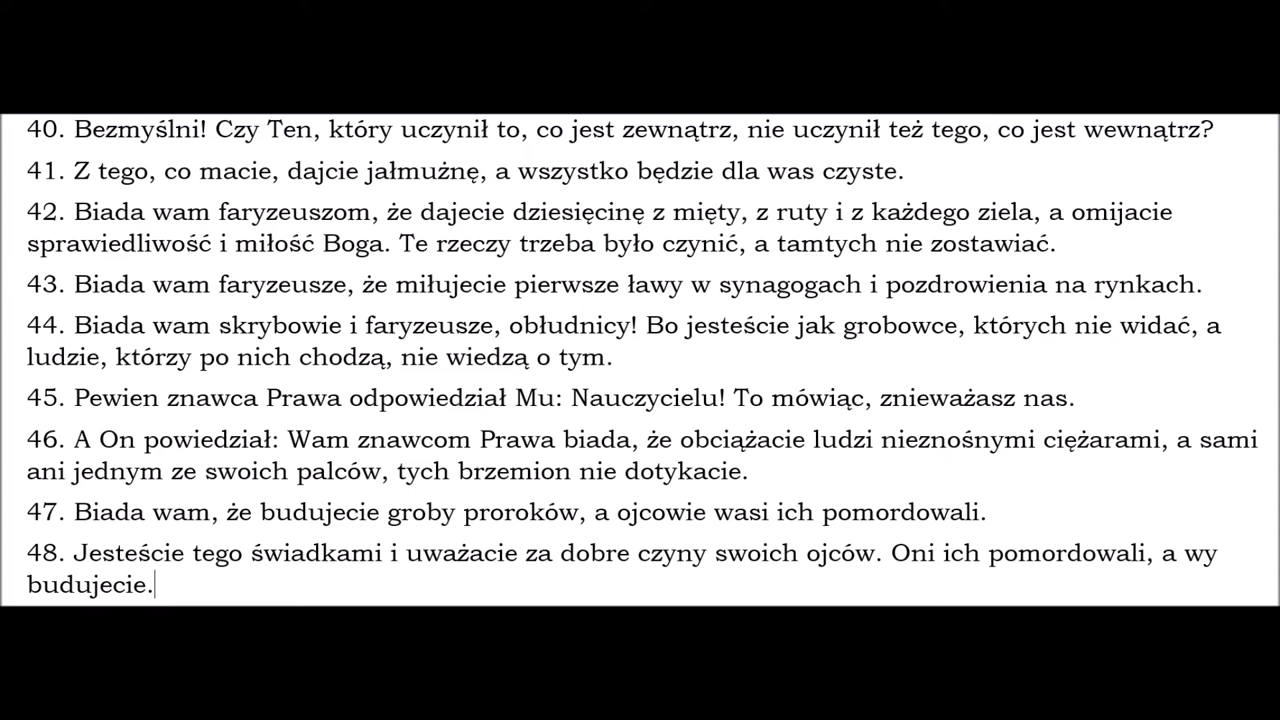 40. Bezmyślni! Czy Ten, który uczynił to, co jest zewnątrz, nie uczynił też tego, co jest wewnątrz?
41. Z tego, co macie, dajcie jałmużnę, a wszystko będzie dla was czyste.
42. Biada wam faryzeuszom, że dajecie dziesięcinę z mięty, z ruty i z każdego ziela, a omijacie
sprawiedliwość i miłość Boga. Te rzeczy trzeba było czynić, a tamtych nie zostawiać.
43. Biada wam faryzeusze, że miłujecie pierwsze ławy w synagogach i pozdrowienia na rynkach.
44. Biada wam skrybowie i faryzeusze, obłudnicy! Bo jesteście jak grobowce, których nie widać, a
ludzie, którzy po nich chodzą, nie wiedzą o tym.
45. Pewien znawca Prawa odpowiedział Mu: Nauczycielu! To mówiąc, znieważasz nas.
46. A On powiedział: Wam znawcom Prawa biada, że obciążacie ludzi nieznośnymi ciężarami, a sami
ani jednym ze swoich palców, tych brzemion nie dotykacie.
47. Biada wam, że budujecie groby proroków, a ojcowie wasi ich pomordowali.
48. Jesteście tego świadkami i uważacie za dobre czyny swoich ojców. Oni ich pomordowali, a wy
budujecie.